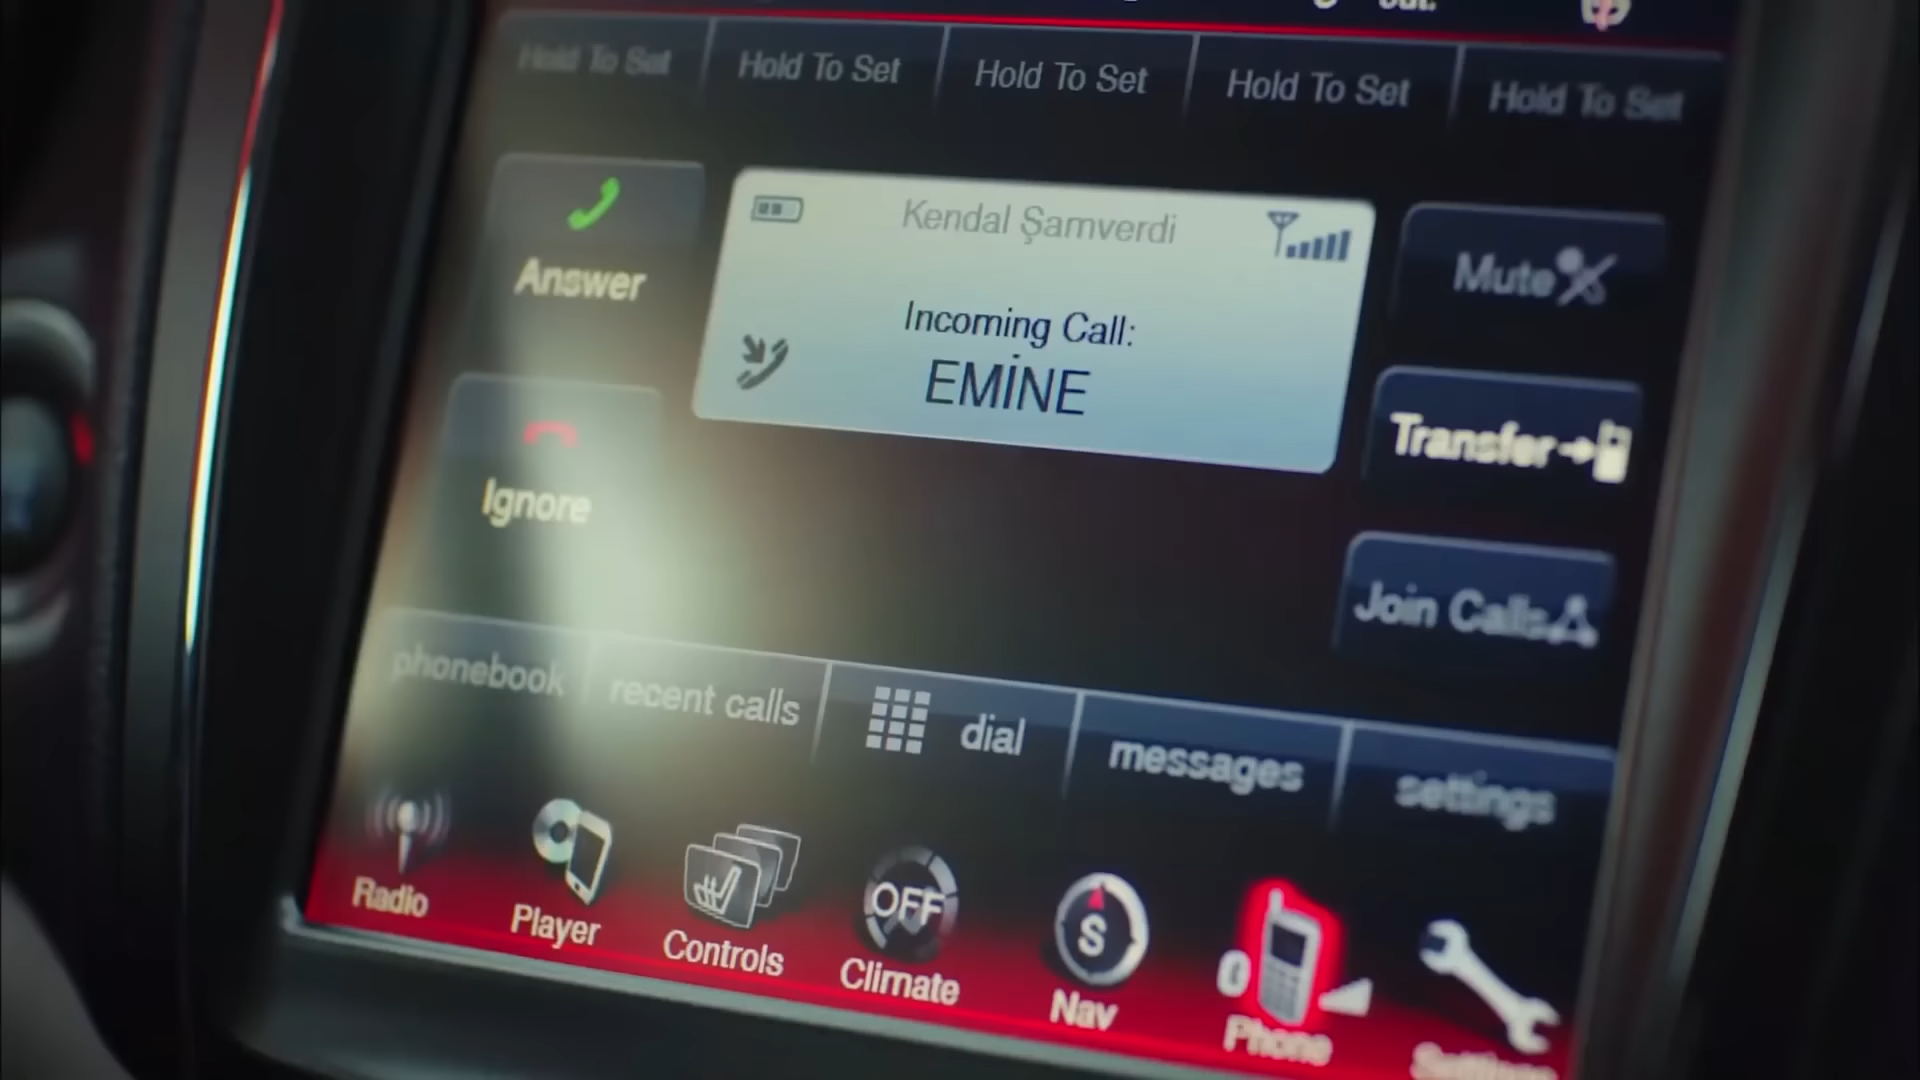 Hold To Set
Hold To Set
Hold To Set
Hold To Set
Hold To Set
Answer
Kendal Şamverdi
Mute
Incoming Call:
EMİNE
Transfer
Ignore
Join Calls
phonebook
recent calls
dial
messages
settings
Radio
Player
Controls
OFF
Climate
S
Nav
Phone
Settings